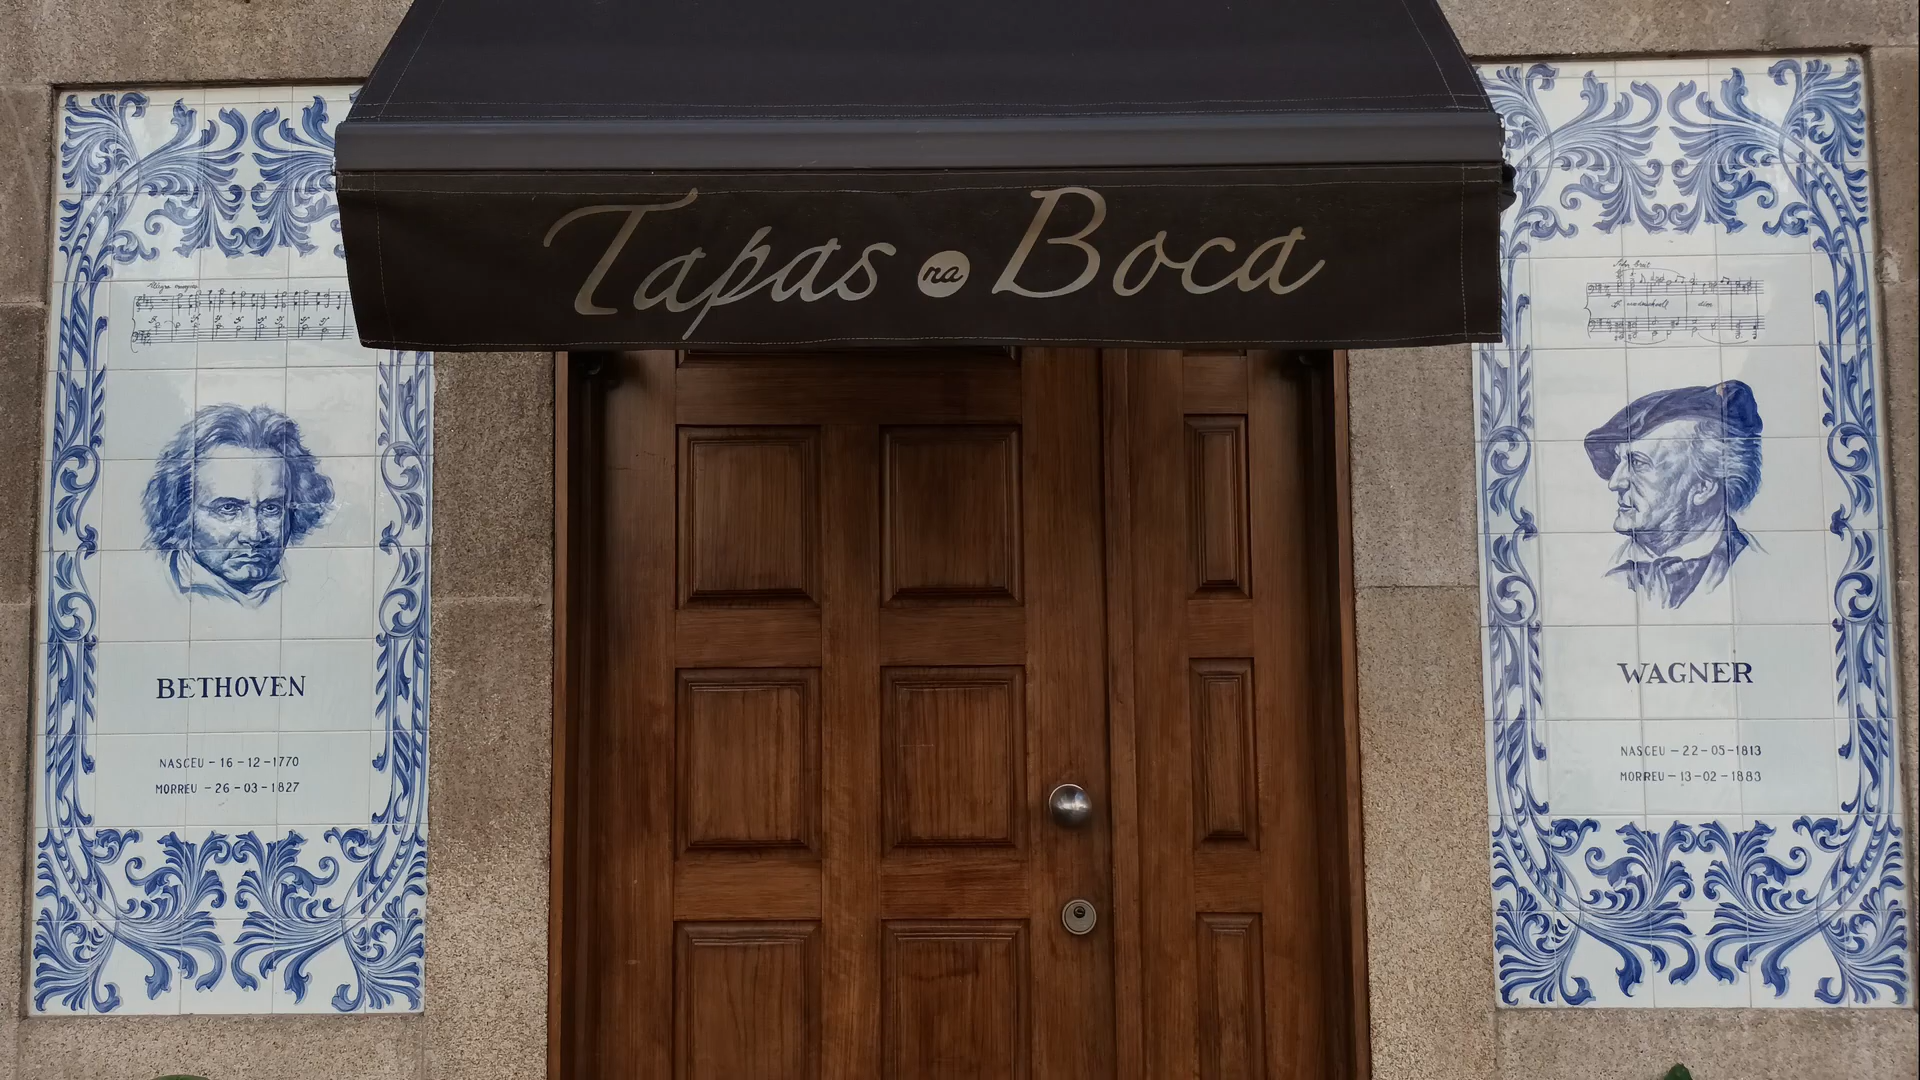 Tapas na Boca
BETHOVEN
NASCEU - 16 - 12 - 1770
MORREU - 26 - 03 - 1827
WAGNER
NASCEU - 22 - 05 - 1813
MORREU - 13 - 02 - 1883